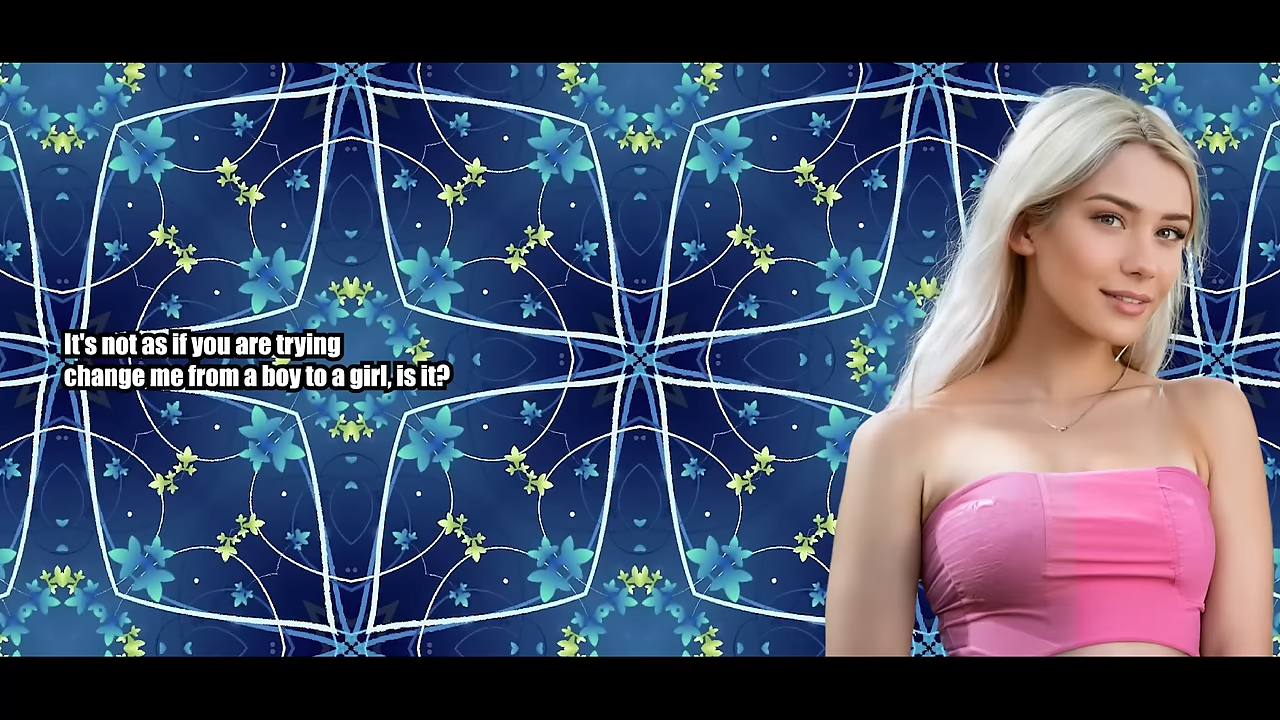 It's not as if you are trying
change me from a boy to a girl, is it?